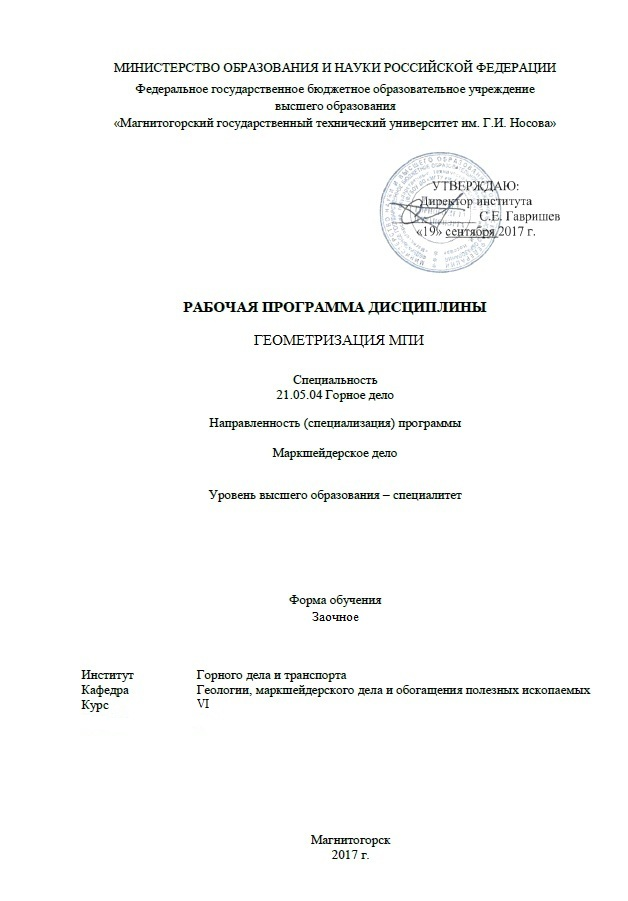 МИНИСТЕРСТВО ОБРАЗОВАНИЯ И НАУКИ РОССИЙСКОЙ ФЕДЕРАЦИИ
Федеральное государственное бюджетное образовательное учреждение
высшего образования
«Магнитогорский государственный технический университет им. Г.И. Носова»
УТВЕРЖДАЮ:
Директор института
С.Е. Гавришев
«19» сентября 2017 г.
РАБОЧАЯ ПРОГРАММА ДИСЦИПЛИНЫ
ГЕОМЕТРИЗАЦИЯ МПИ
Специальность
21.05.04 Горное дело
Направленность (специализация) программы
Маркшейдерское дело
Уровень высшего образования – специалитет
Форма обучения
Заочное
Институт Горного дела и транспорта
Кафедра Геологии, маркшейдерского дела и обогащения полезных ископаемых
Курс VI
Магнитогорск
2017 г.